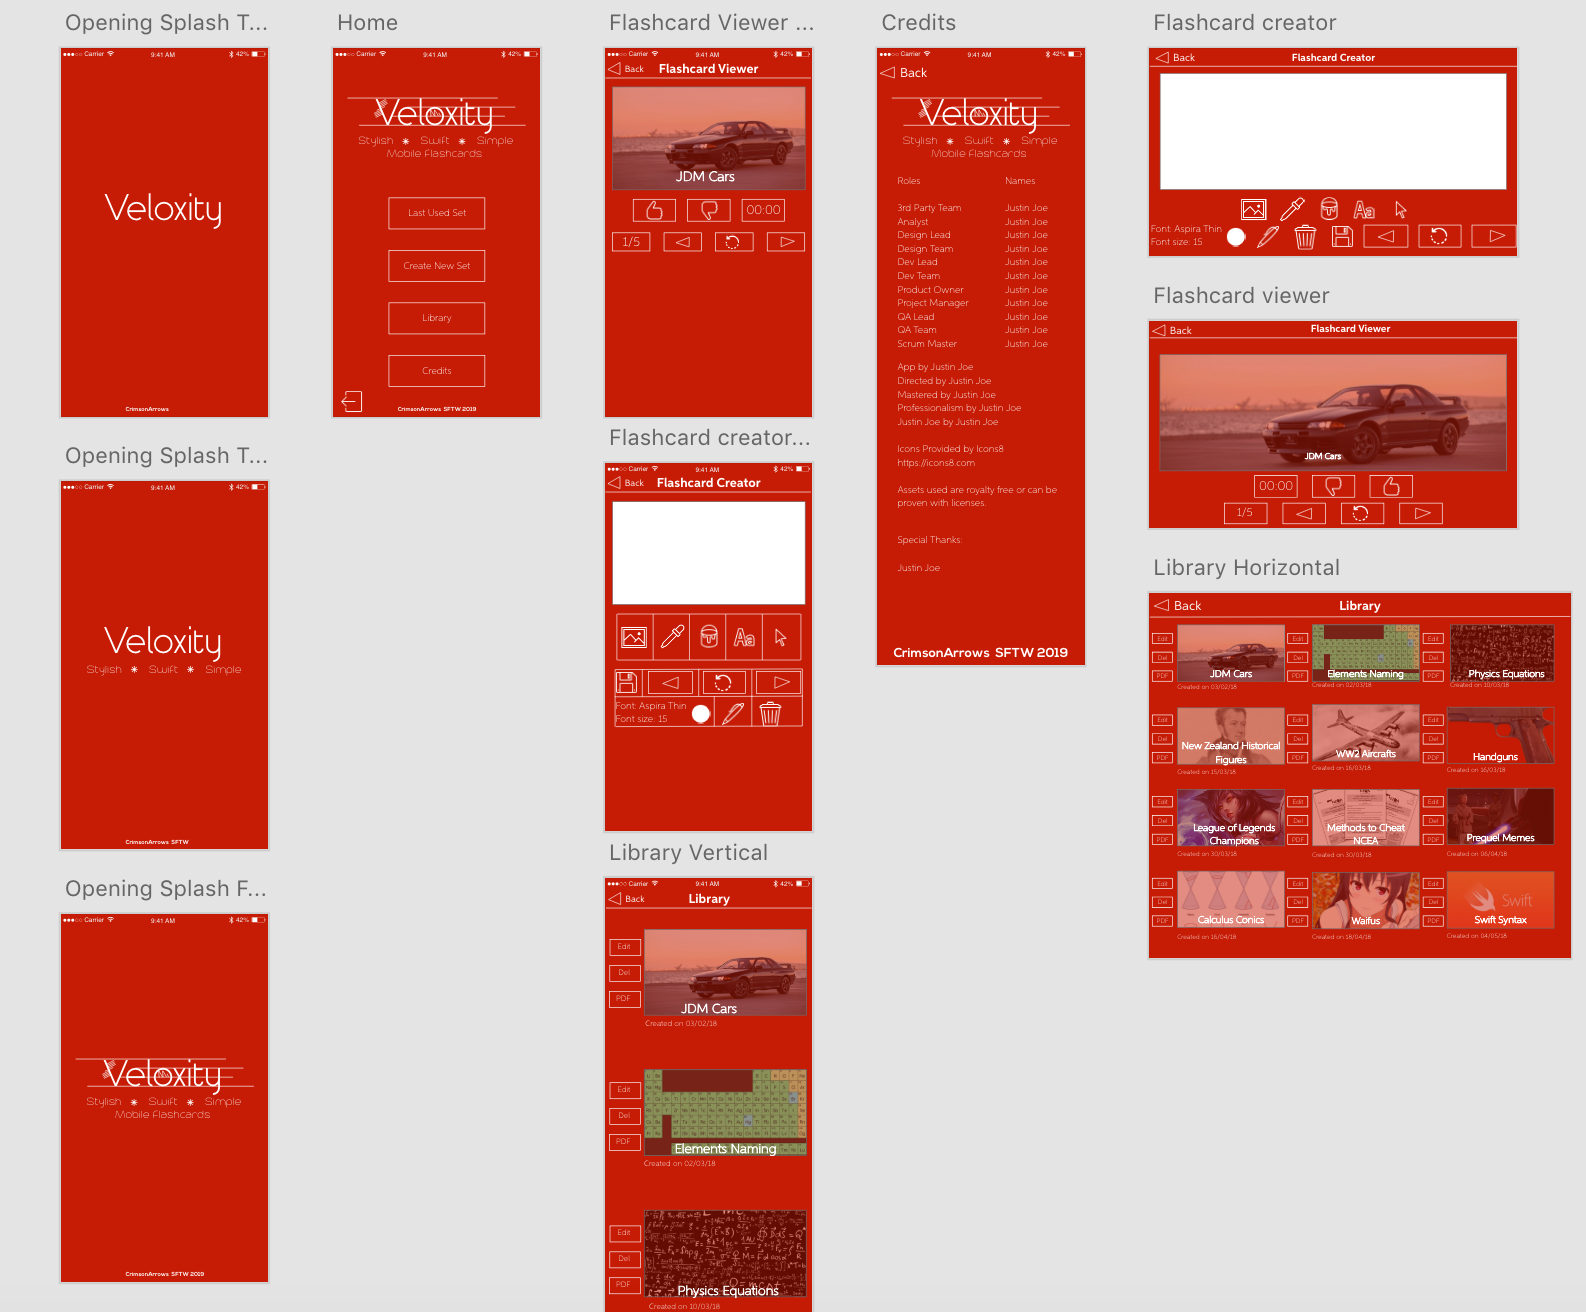 Opening Splash T...
●●●○○ Carrier 9:41 AM 42%
Veloxity
CrimsonArrows
Opening Splash T...
●●●○○ Carrier 9:41 AM 42%
Veloxity
Stylish ✷ Swift ✷ Simple
CrimsonArrows SFTW
Opening Splash F...
●●●○○ Carrier 9:41 AM 42%
Veloxity
Stylish ✷ Swift ✷ Simple
Mobile Flashcards
CrimsonArrows SFTW 2019
Home
●●●○○ Carrier 9:41 AM 42%
Veloxity
Stylish ✷ Swift ✷ Simple
Mobile Flashcards
Last Used Set
Create New Set
Library
Credits
CrimsonArrows SFTW 2019
Flashcard Viewer ...
●●●○○ Carrier 9:41 AM 42%
Back Flashcard Viewer
JDM Cars
00:00
1/5
Flashcard creator...
●●●○○ Carrier 9:41 AM 42%
Back Flashcard Creator
Aa
Font: Aspira Thin
Font size: 15
Library Vertical
●●●○○ Carrier 9:41 AM 42%
Back Library
Edit
Del
PDF
JDM Cars
Created on 03/02/18
Edit
Del
PDF
Elements Naming
Created on 02/03/18
Edit
Del
PDF
Physics Equations
Created on 10/03/18
Credits
●●●○○ Carrier 9:41 AM 42%
Back
Veloxity
Stylish ✷ Swift ✷ Simple
Mobile Flashcards
Roles Names
3rd Party Team Justin Joe
Analyst Justin Joe
Design Lead Justin Joe
Design Team Justin Joe
Dev Lead Justin Joe
Dev Team Justin Joe
Product Owner Justin Joe
Project Manager Justin Joe
QA Lead Justin Joe
QA Team Justin Joe
Scrum Master Justin Joe
App by Justin Joe
Directed by Justin Joe
Mastered by Justin Joe
Professionalism by Justin Joe
Justin Joe by Justin Joe
Icons Provided by Icons8
https://icons8.com
Assets used are royalty free or can be
proven with licenses.
Special Thanks:
Justin Joe
CrimsonArrows SFTW 2019
Flashcard creator
Back Flashcard Creator
Aa
Font: Aspira Thin
Font size: 15
Flashcard viewer
Back Flashcard Viewer
JDM Cars
00:00
1/5
Library Horizontal
Back Library
Edit Edit Edit
Del Del Del
PDF PDF PDF
JDM Cars Elements Naming Physics Equations
Created on 03/02/18 Created on 02/03/18 Created on 10/03/18
Edit Edit Edit
Del Del Del
PDF PDF PDF
New Zealand Historical
Figures
WW2 Aircrafts
Handguns
Created on 15/03/18 Created on 16/03/18 Created on 16/03/18
Edit Edit Edit
Del Del Del
PDF PDF PDF
League of Legends
Champions
Methods to Cheat
NCEA
Prequel Memes
Created on 30/03/18 Created on 30/03/18 Created on 06/04/18
Edit Edit Edit
Del Del Del
PDF PDF PDF
Calculus Conics Waifus Swift Syntax
Swift
Created on 16/04/18 Created on 18/04/18 Created on 04/05/18